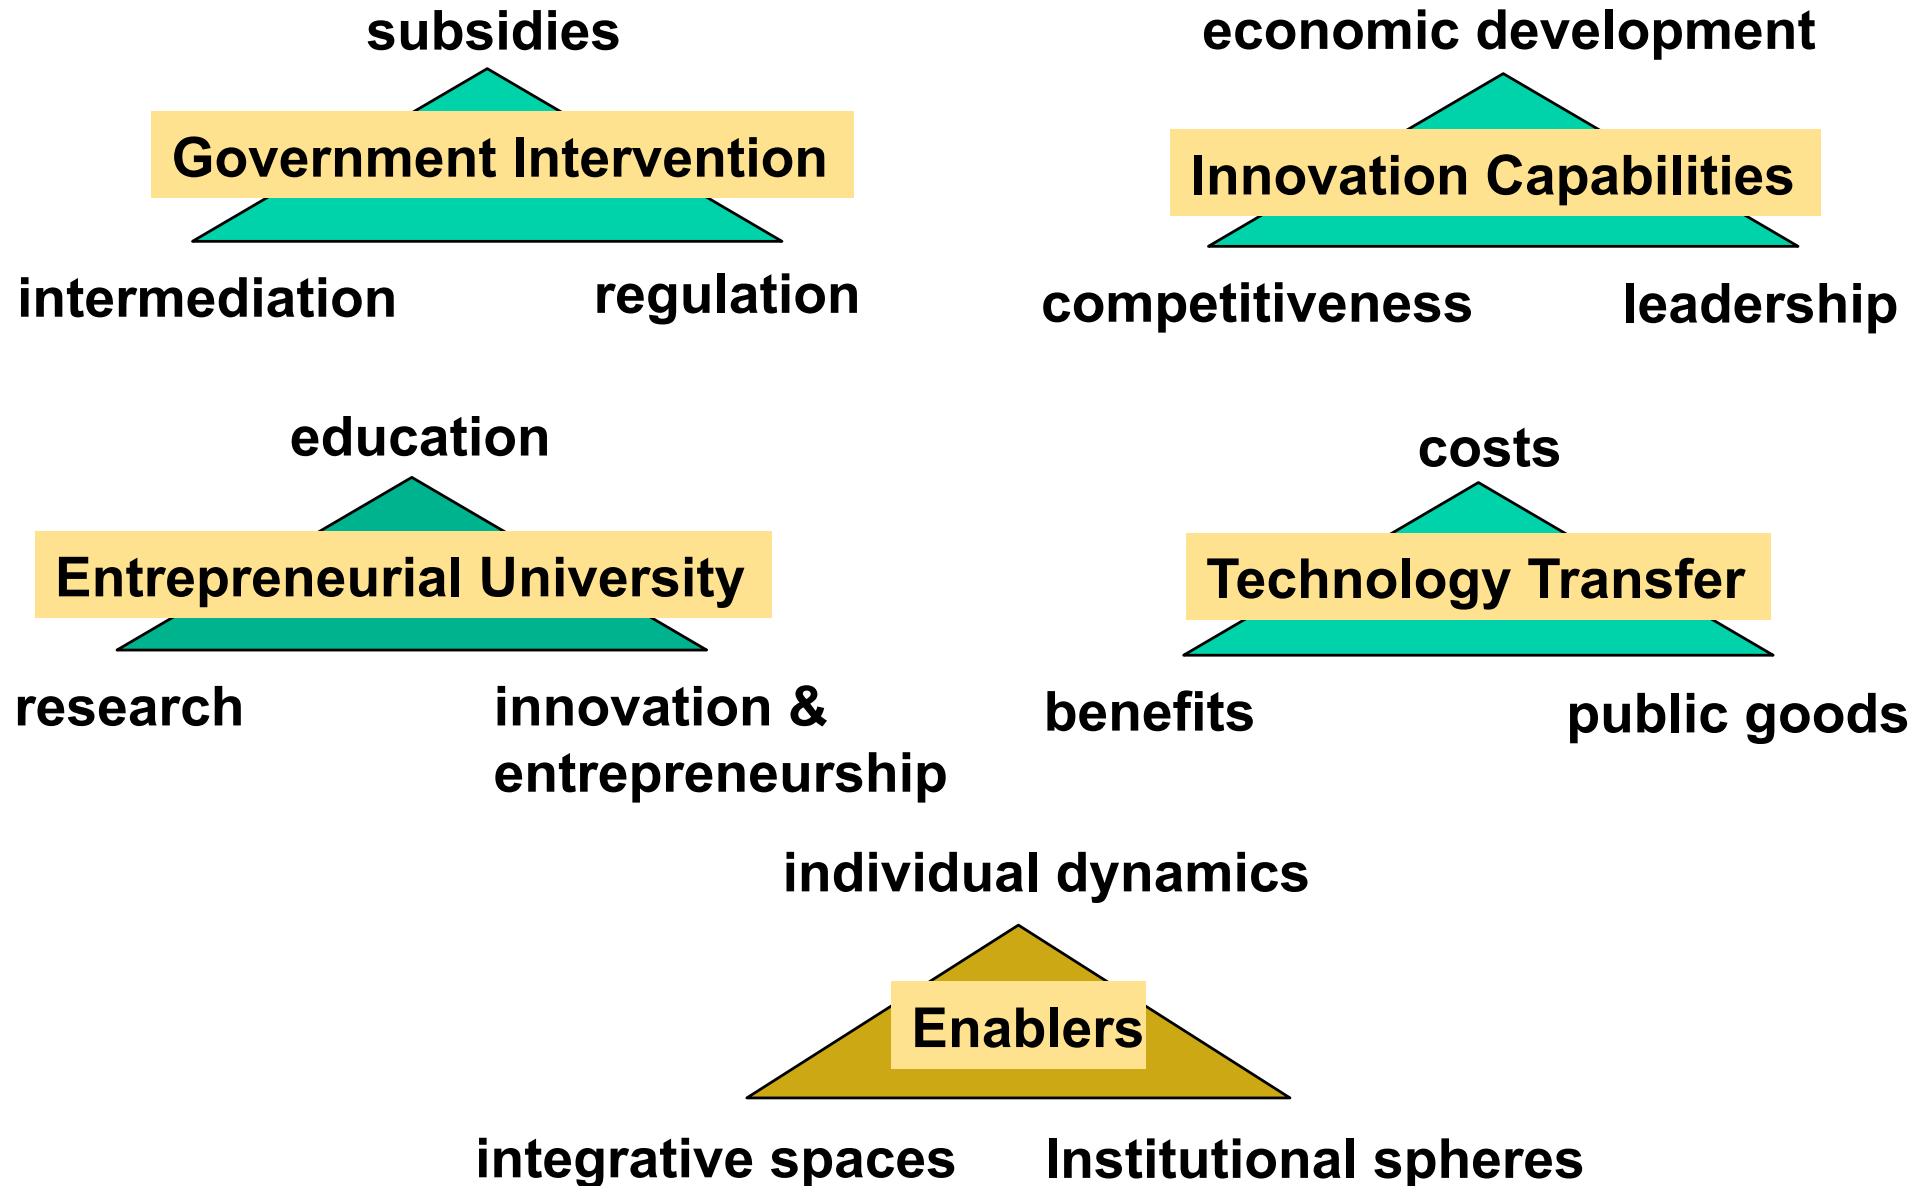 subsidies
Government Intervention
intermediation
regulation
economic development
Innovation Capabilities
competitiveness
leadership
education
Entrepreneurial University
research
innovation &
entrepreneurship
costs
Technology Transfer
benefits
public goods
individual dynamics
Enablers
integrative spaces
Institutional spheres